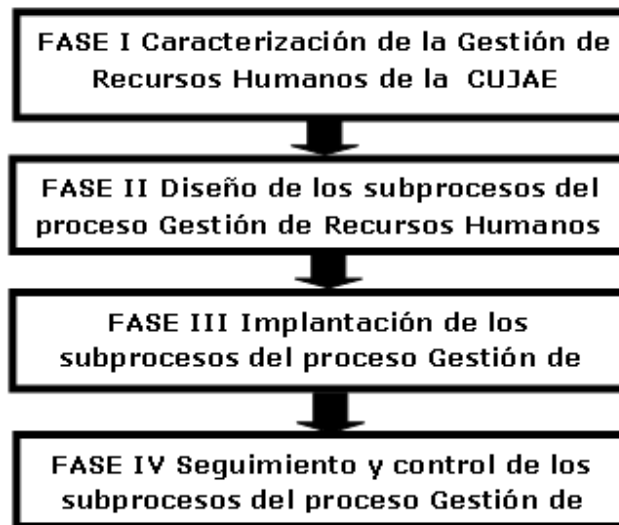 FASE I Caracterización de la Gestión de
Recursos Humanos de la CUJAE
FASE II Diseño de los subprocesos del
proceso Gestión de Recursos Humanos
FASE III Implantación de los
subprocesos del proceso Gestión de
FASE IV Seguimiento y control de los
subprocesos del proceso Gestión de